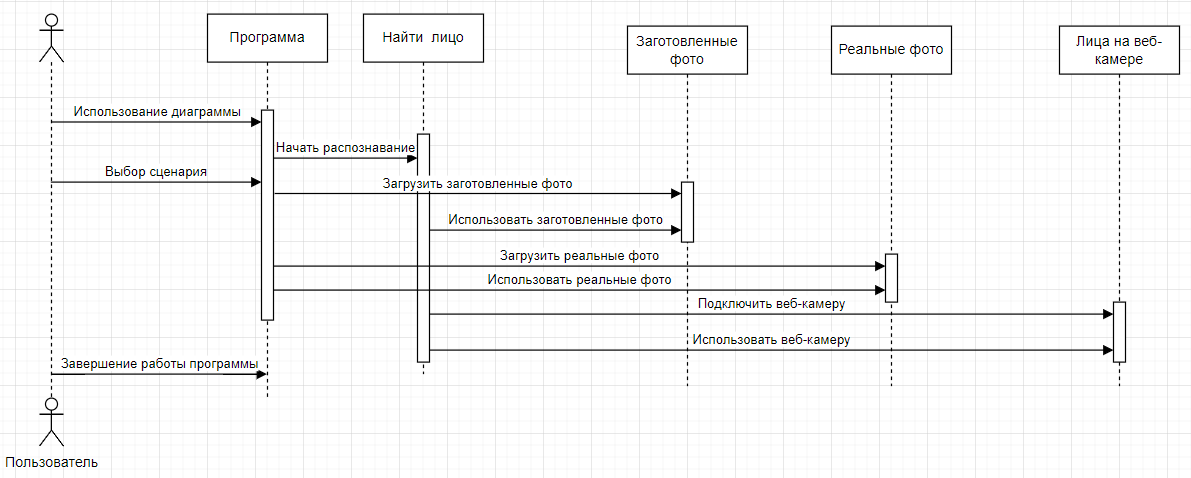 Программа
Найти лицо
Заготовленные
фото
Реальные фото
Лица на веб-
камере
Использование диаграммы
Начать распознавание
Выбор сценария
Загрузить заготовленные фото
Использовать заготовленные фото
Загрузить реальные фото
Использовать реальные фото
Подключить веб-камеру
Использовать веб-камеру
Завершение работы программы
Пользователь